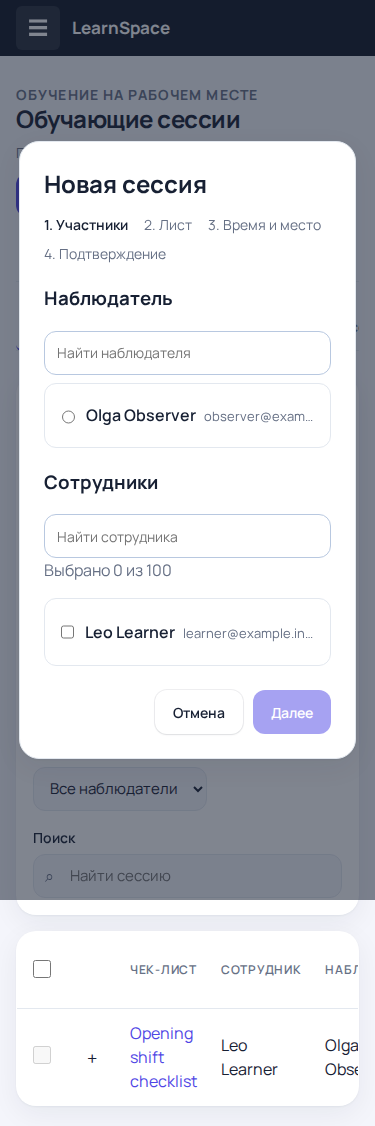 ☰ LearnSpace
ОБУЧЕНИЕ НА РАБОЧЕМ МЕСТЕ
Обучающие сессии
Новая сессия
1. Участники 2. Лист 3. Время и место
4. Подтверждение
Наблюдатель
Найти наблюдателя
Olga Observer observer@exam...
Сотрудники
Найти сотрудника
Выбрано 0 из 100
Leo Learner learner@example.in...
Отмена Далее
Все наблюдатели
Поиск
Найти сессию
ЧЕК-ЛИСТ СОТРУДНИК НАБЛ
+ Opening shift checklist
Leo Learner
Olga Obse